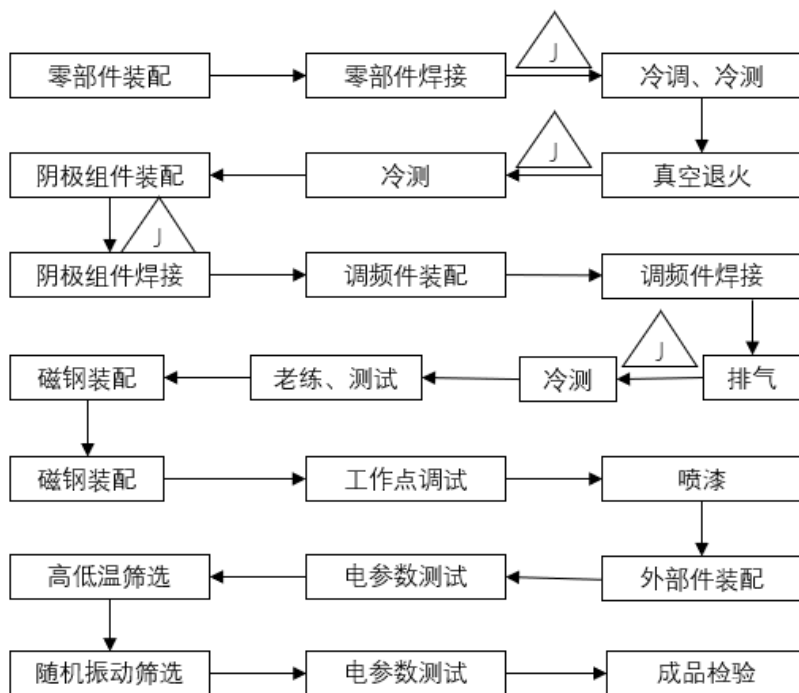 J
零部件装配 零部件焊接 冷调、冷测
J
阴极组件装配 冷测 真空退火
J
阴极组件焊接 调频件装配 调频件焊接
J
磁钢装配 老练、测试 冷测 排气
磁钢装配 工作点调试 喷漆
高低温筛选 电参数测试 外部件装配
随机振动筛选 电参数测试 成品检验